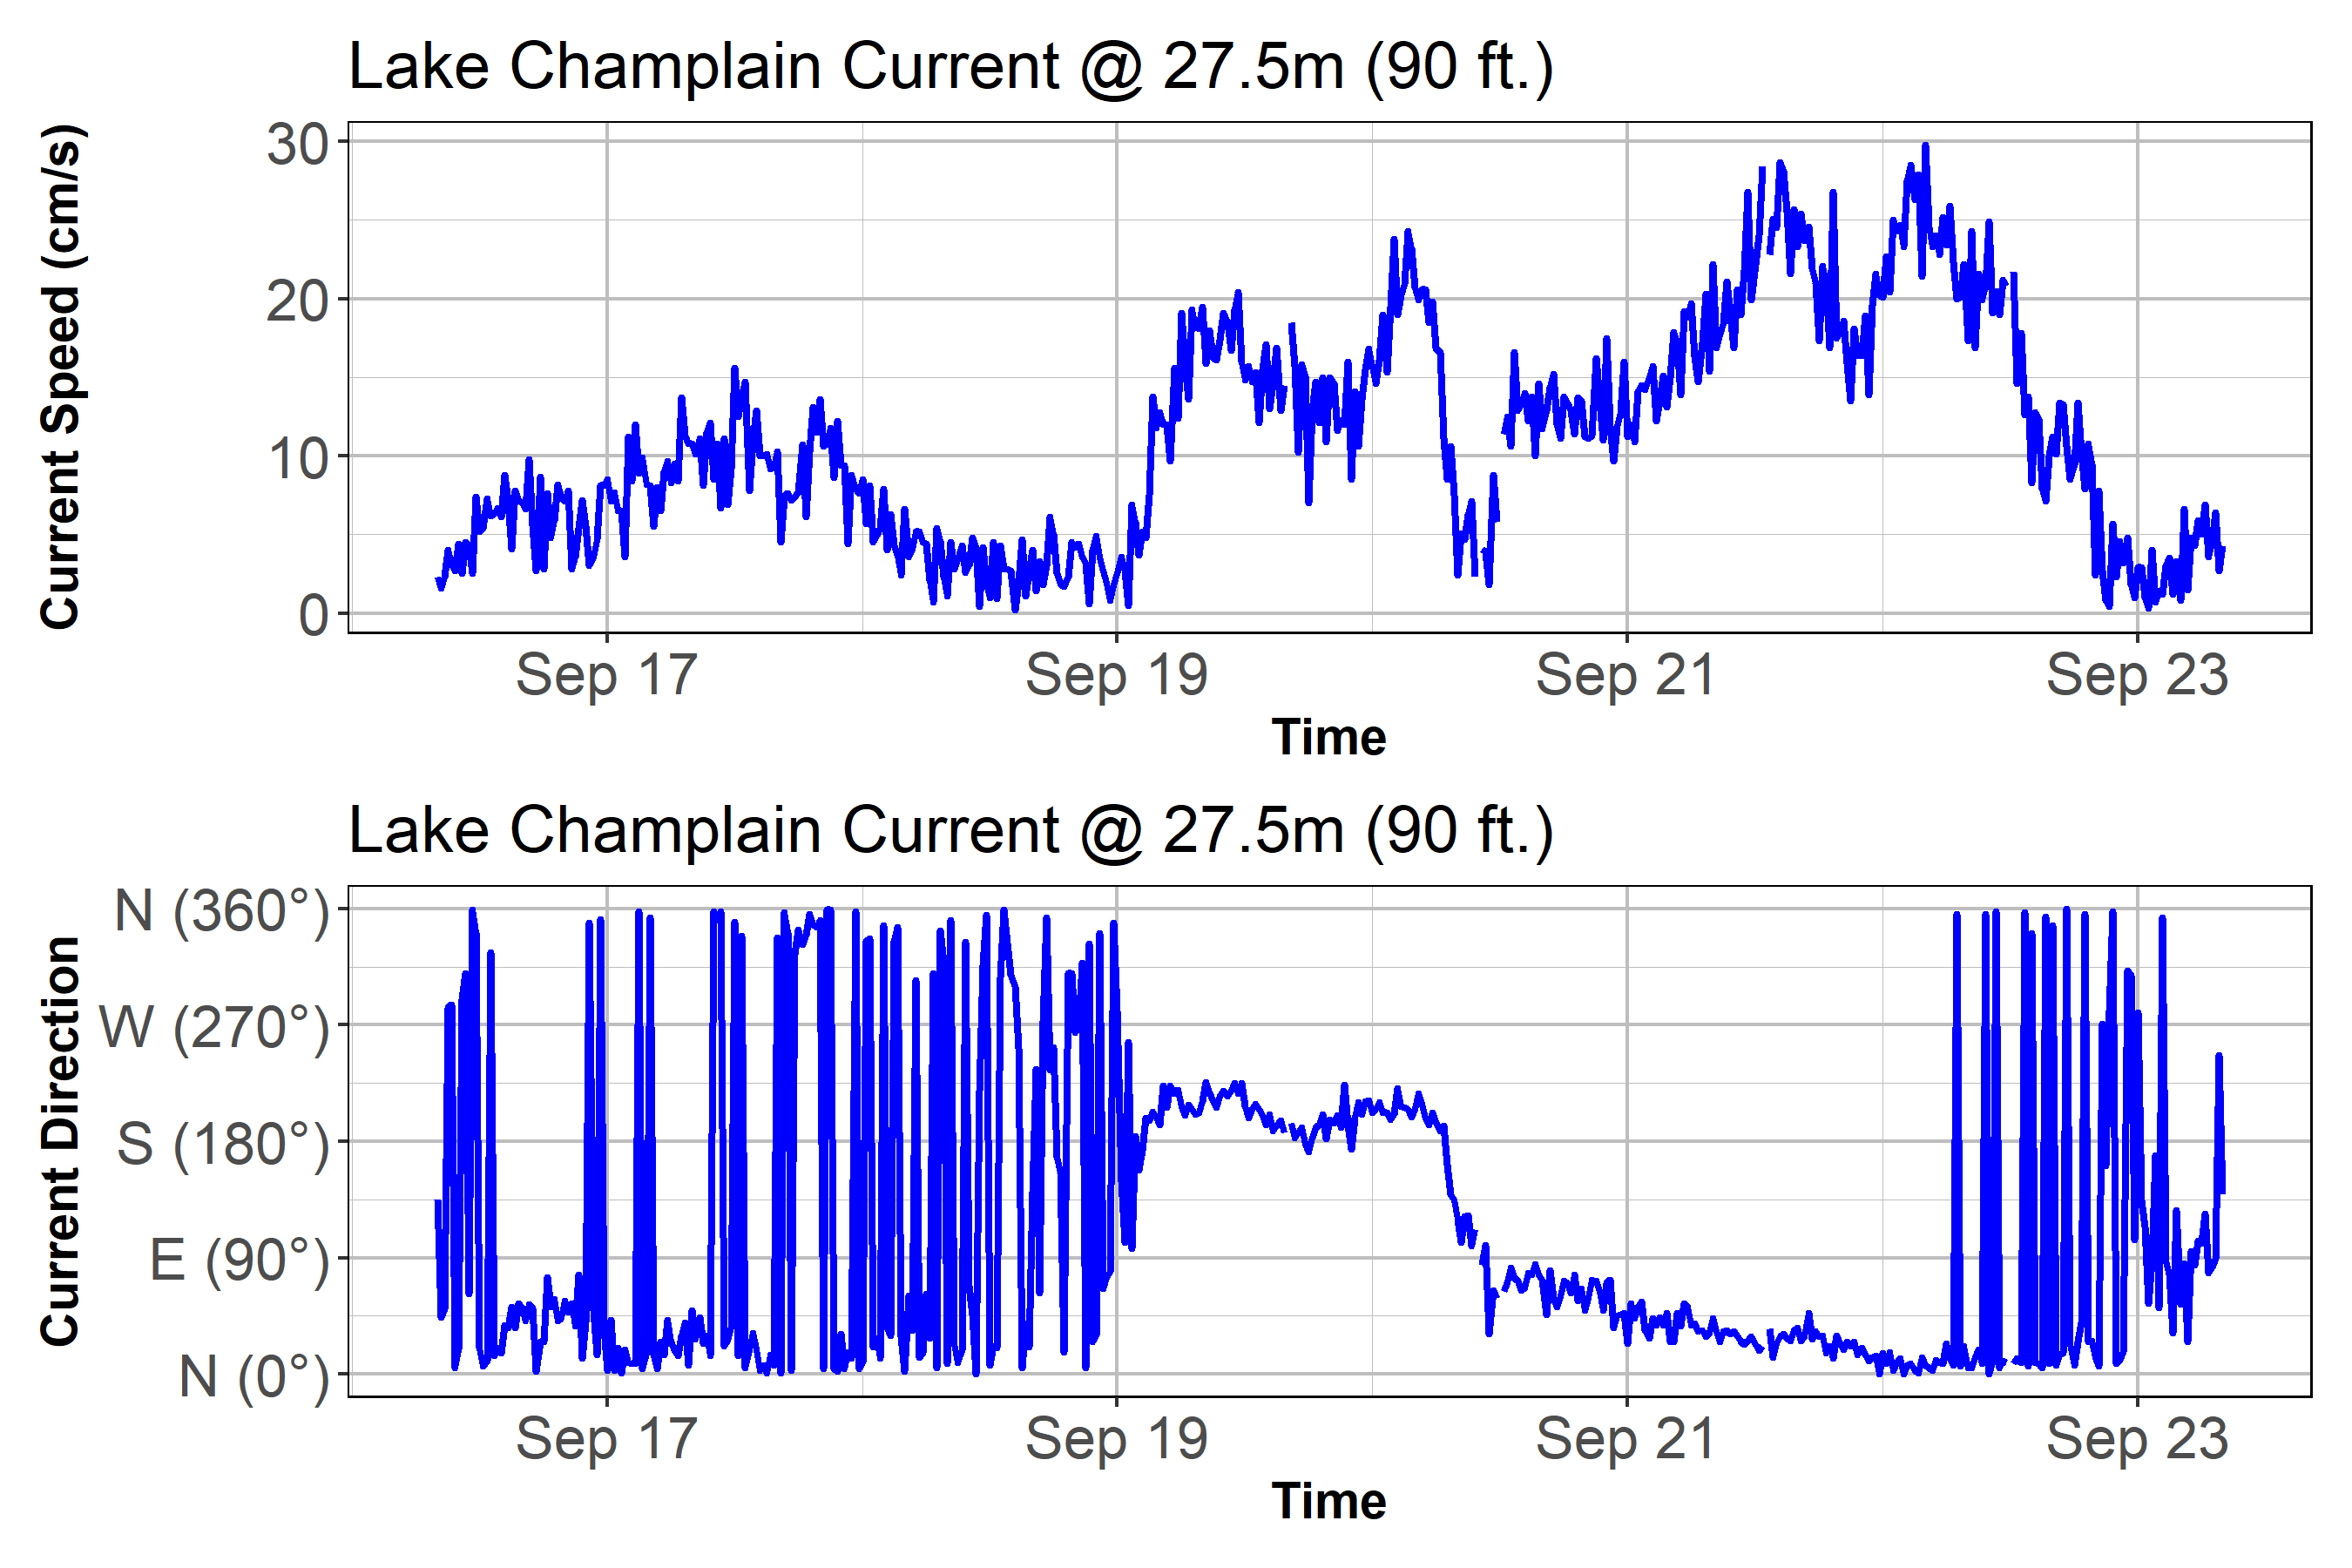 Lake Champlain Current @ 27.5m (90 ft.)
Current Speed (cm/s)
30
20
10
0
Sep 17 Sep 19 Sep 21 Sep 23
Time
Lake Champlain Current @ 27.5m (90 ft.)
Current Direction
N (360°)
W (270°)
S (180°)
E (90°)
N (0°)
Sep 17 Sep 19 Sep 21 Sep 23
Time